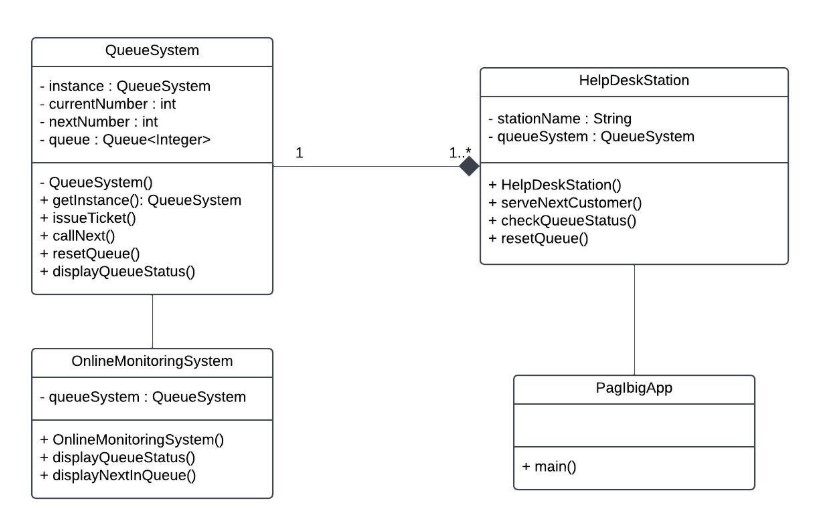 QueueSystem
- instance : QueueSystem
- currentNumber : int
- nextNumber : int
- queue : Queue<Integer>
- QueueSystem()
+ getInstance(): QueueSystem
+ issueTicket()
+ callNext()
+ resetQueue()
+ displayQueueStatus()
1
1..*
HelpDeskStation
- stationName : String
- queueSystem : QueueSystem
+ HelpDeskStation()
+ serveNextCustomer()
+ checkQueueStatus()
+ resetQueue()
OnlineMonitoringSystem
- queueSystem : QueueSystem
+ OnlineMonitoringSystem()
+ displayQueueStatus()
+ displayNextInQueue()
PagIbigApp
+ main()